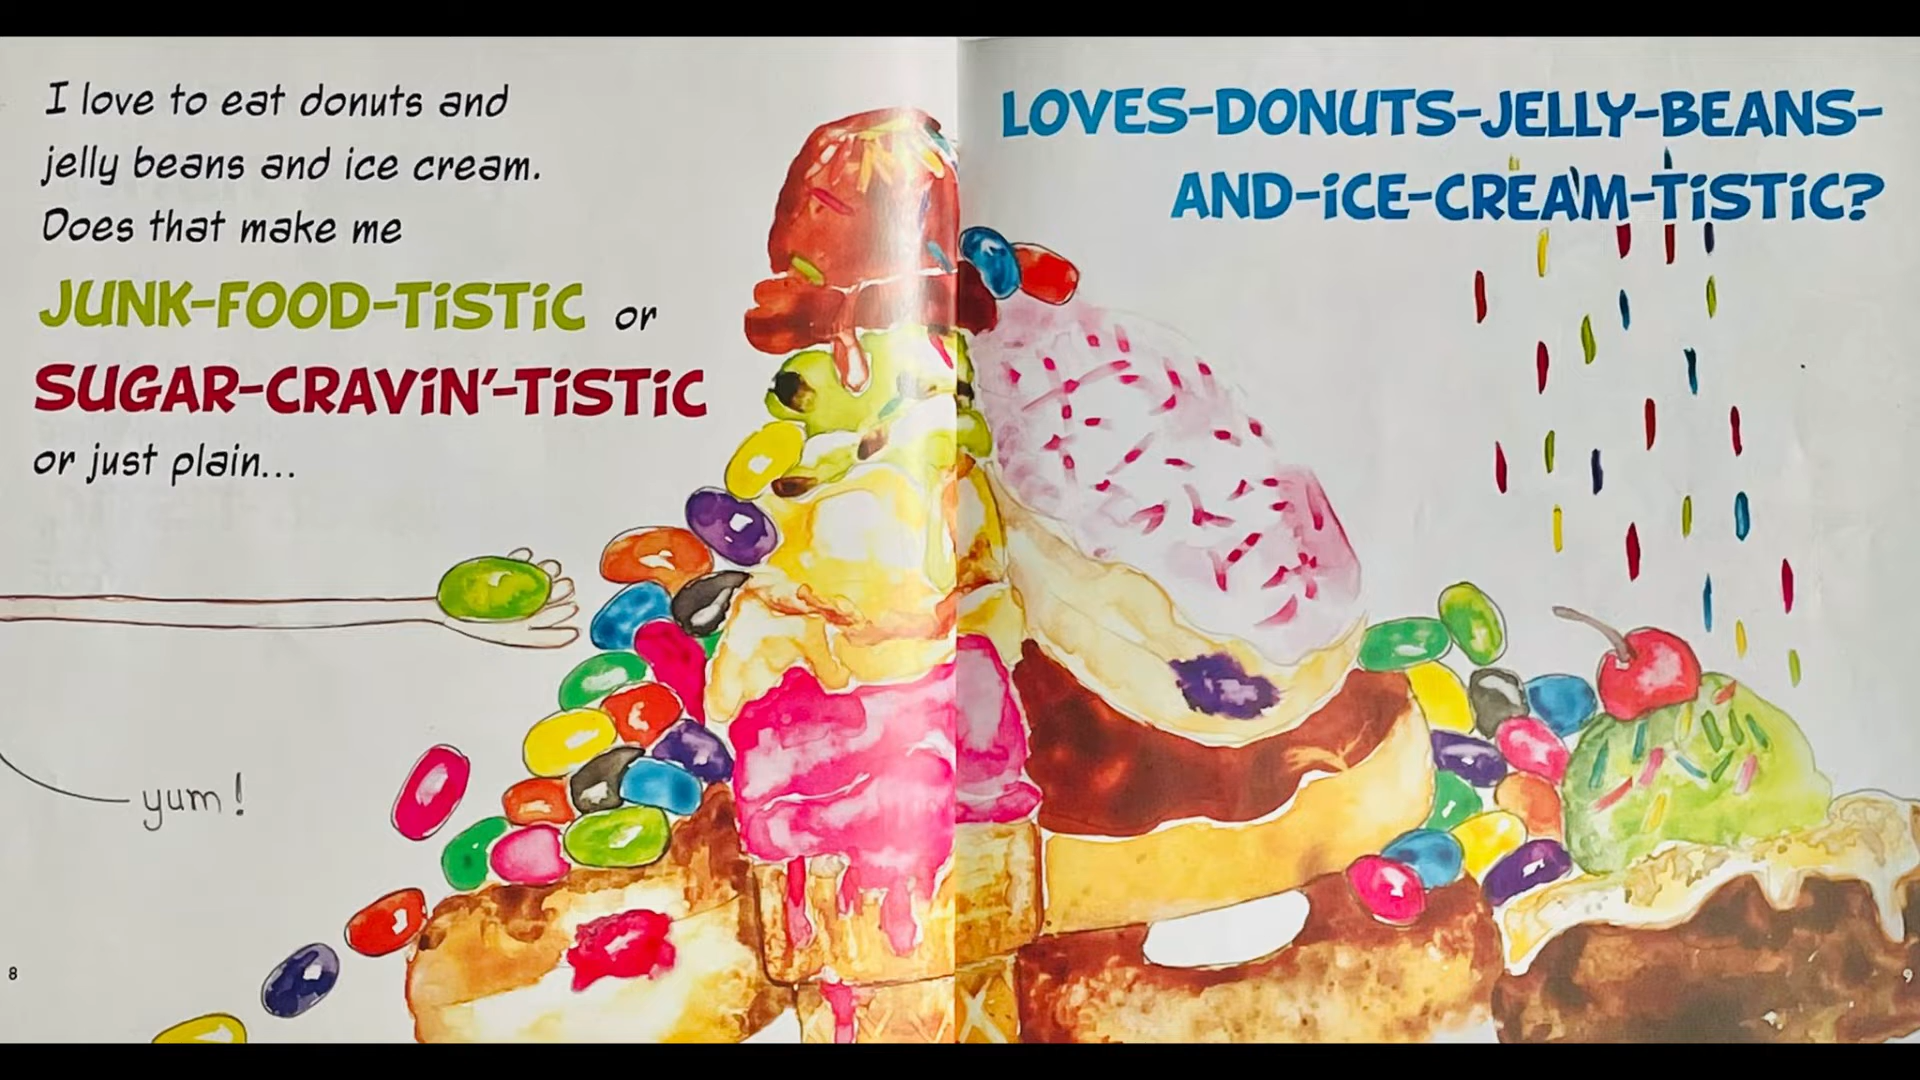 I love to eat donuts and
jelly beans and ice cream.
Does that make me
JUNK-FOOD-TiSTiC or
SUGAR-CRAViN'-TiSTiC
or just plain...
yum!
8
LOVES-DONUTS-JELLY-BEANS-
AND-iCE-CREAM-TiSTiC?
9